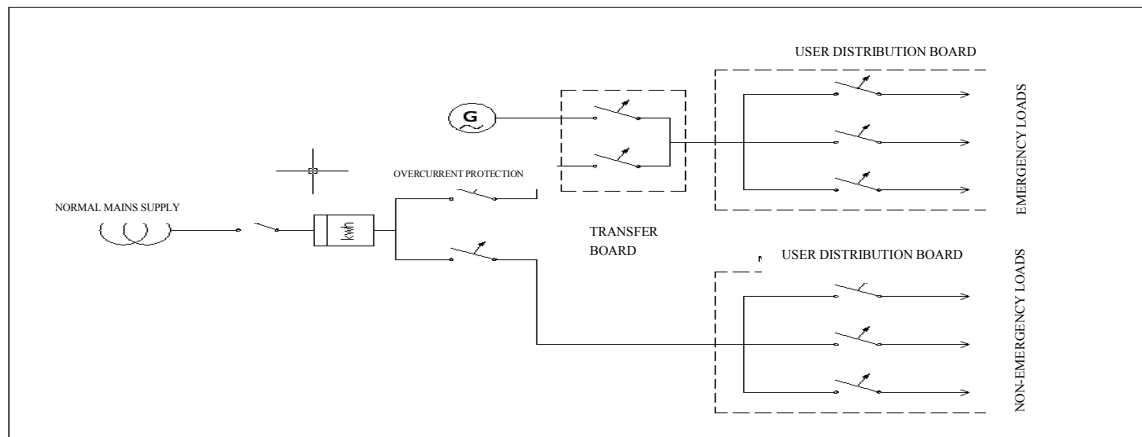 USER DISTRIBUTION BOARD
G
EMERGENCY LOADS
OVERCURRENT PROTECTION
NORMAL MAINS SUPPLY
kwh
TRANSFER
BOARD
USER DISTRIBUTION BOARD
NON-EMERGENCY LOADS